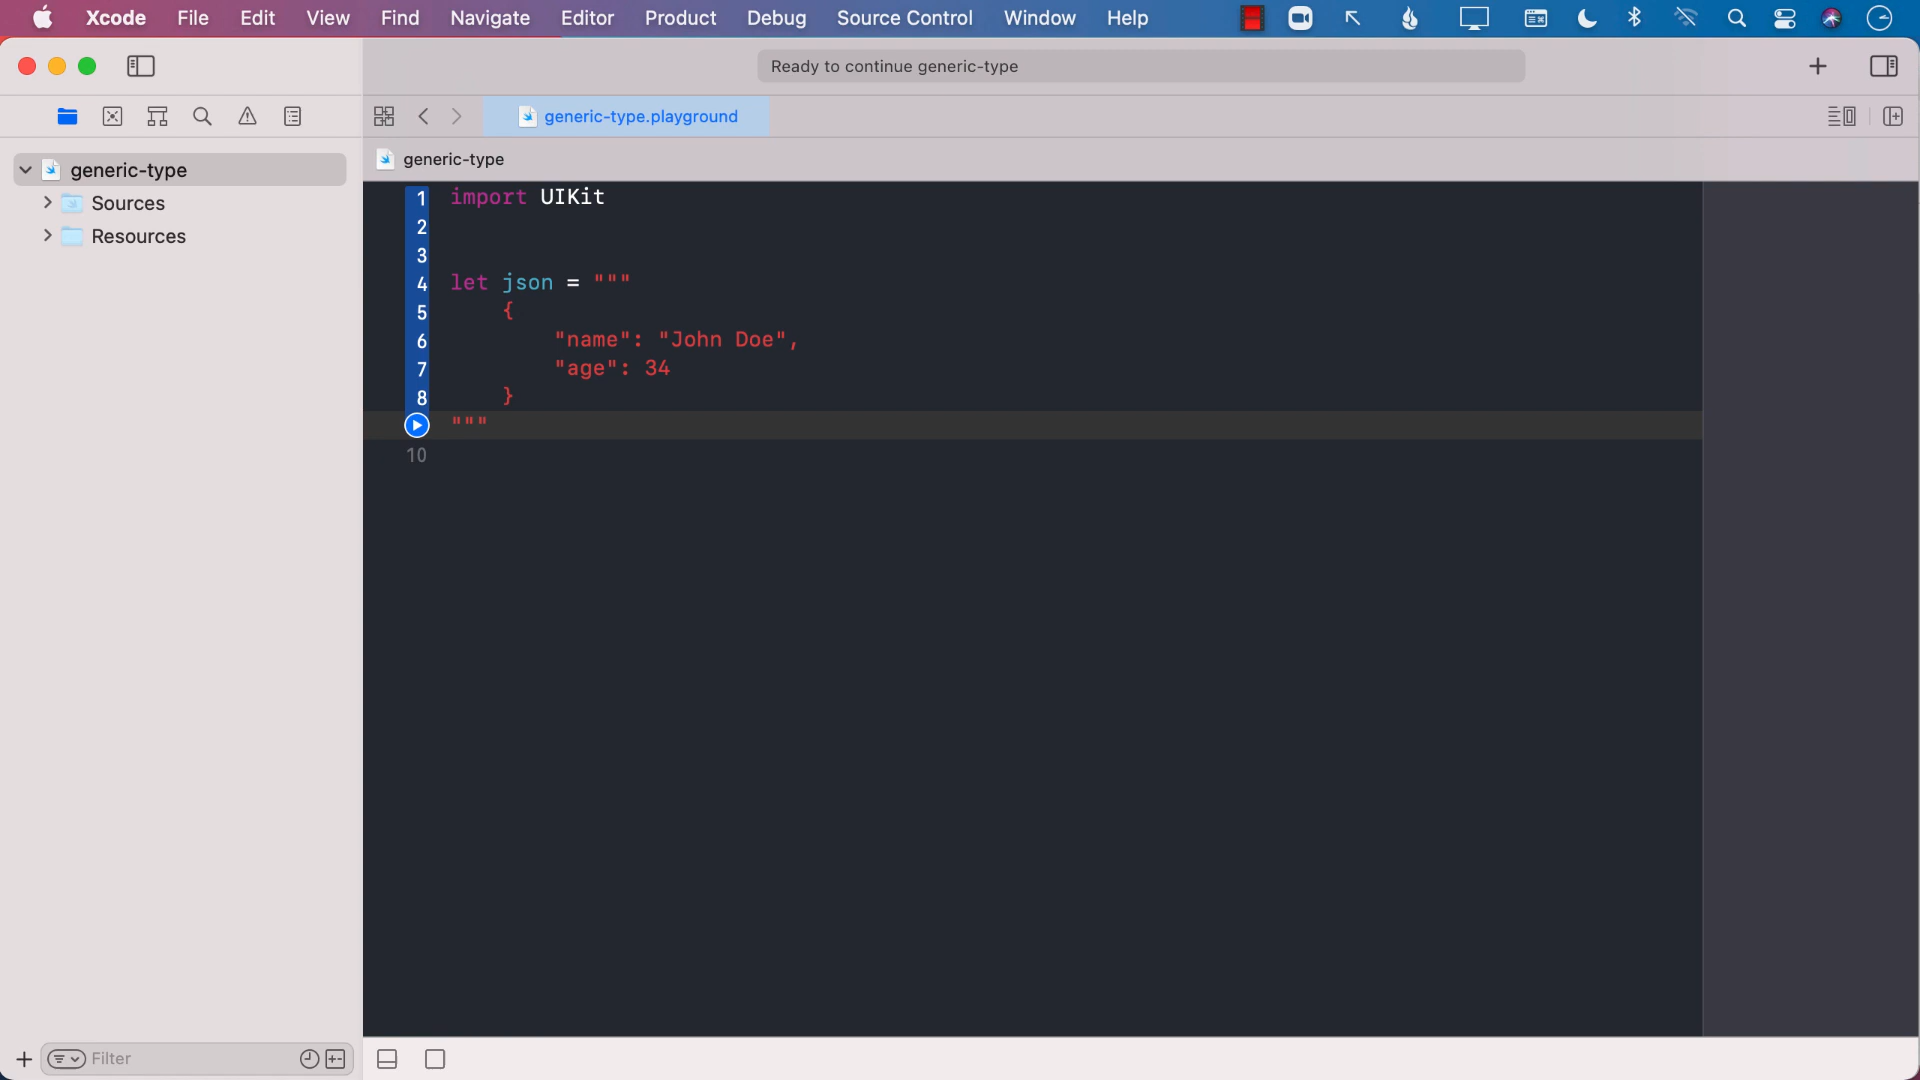 Xcode File Edit View Find Navigate Editor Product Debug Source Control Window Help
Ready to continue generic-type
generic-type.playground
generic-type
generic-type
Sources
Resources
1 import UIKit
2
3
4 let json = """
5 {
6 "name": "John Doe",
7 "age": 34
8 }
"""
10
Filter